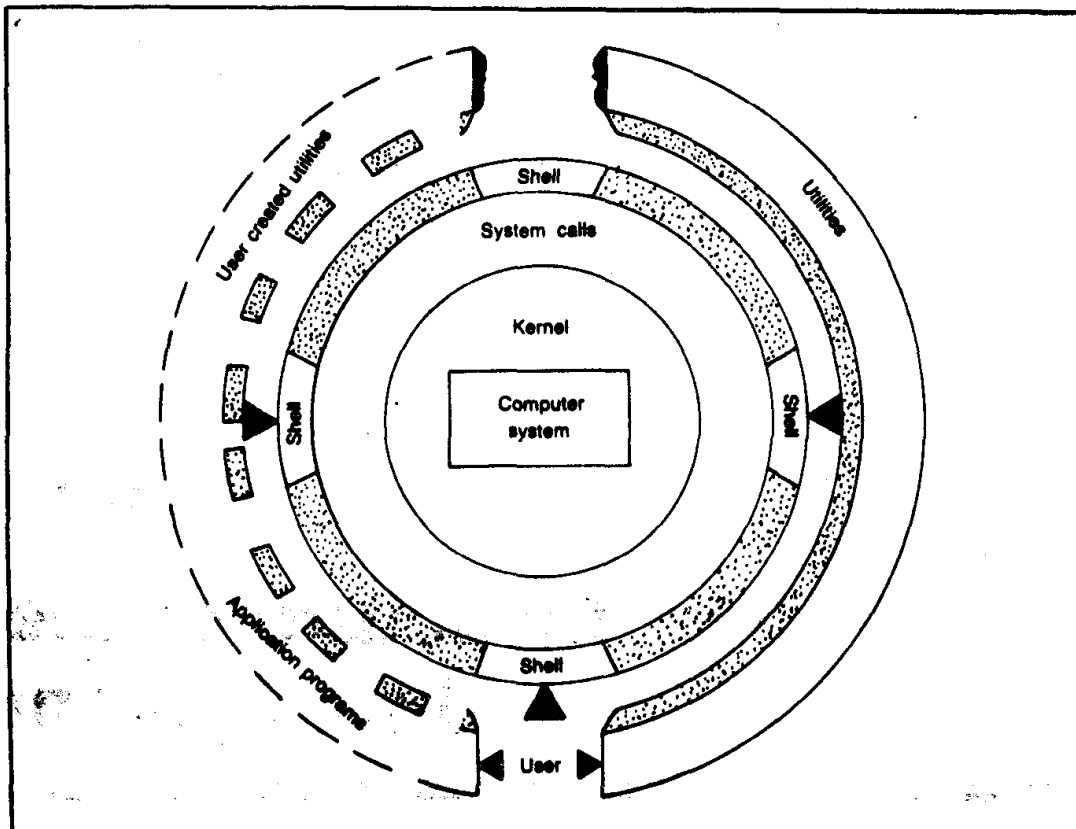 User created utilities
Shell
Utilities
System calls
Kernel
Shell
Computer
system
Shell
Application programs
Shell
User